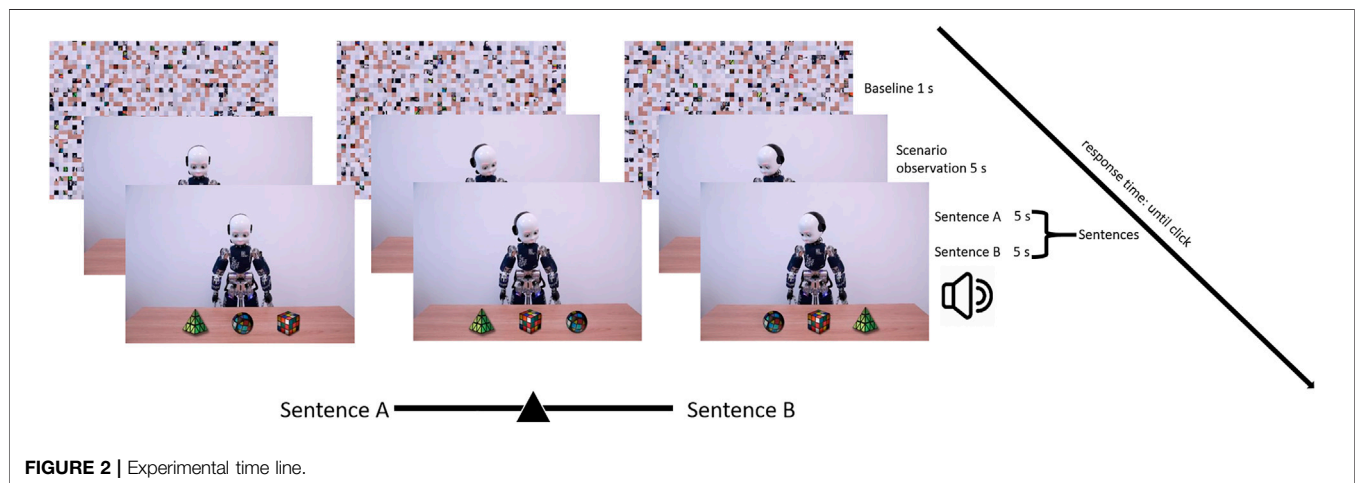 Baseline 1 s
Scenario
observation 5 s
Sentence A 5 s
Sentence B 5 s
Sentences
response time: until click
Sentence A
Sentence B
FIGURE 2 | Experimental time line.